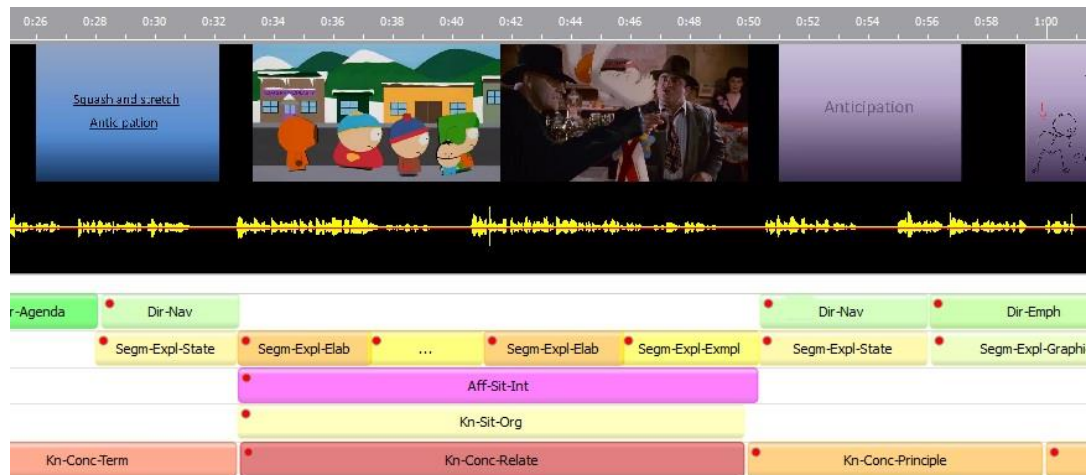 0:26 0:28 0:30 0:32 0:34 0:36 0:38 0:40 0:42 0:44 0:46 0:48 0:50 0:52 0:54 0:56 0:58 1:00
Squash and stretch
Anticipation
Anticipation
r-Agenda Dir-Nav Dir-Nav Dir-Emph
Segm-Expl-State Segm-Expl-Elab ... Segm-Expl-Elab Segm-Expl-Exmpl Segm-Expl-State Segm-Expl-Graphi
Aff-Sit-Int
Kn-Sit-Org
Kn-Conc-Term Kn-Conc-Relate Kn-Conc-Principle